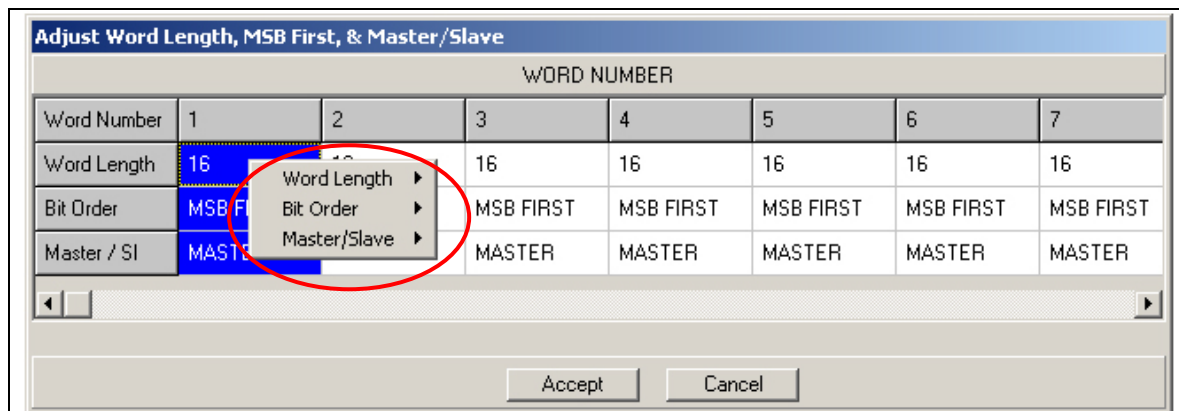 Adjust Word Length, MSB First, & Master/Slave
WORD NUMBER
Word Number 1 2 3 4 5 6 7
Word Length 16 16 16 16 16 16
Word Length
Bit Order MSB FIRST MSB FIRST MSB FIRST MSB FIRST MSB FIRST
Bit Order
Master / Sl MASTER MASTER MASTER MASTER MASTER
Master/Slave
Accept Cancel